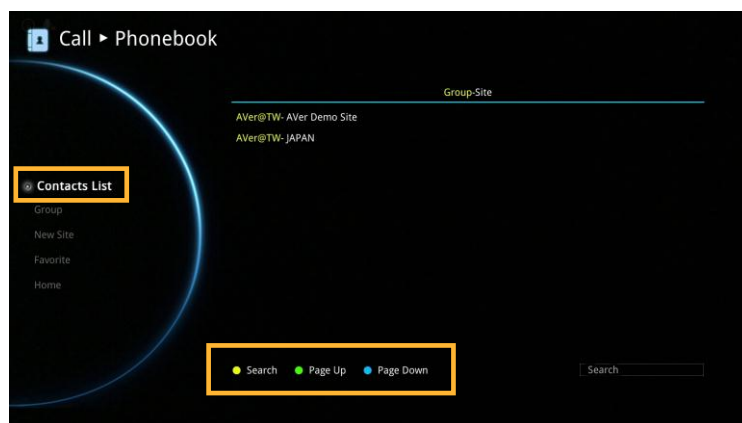 Call ▸ Phonebook
Group-Site
AVer@TW- AVer Demo Site
AVer@TW- JAPAN
Contacts List
Group
New Site
Favorite
Home
Search Page Up Page Down
Search